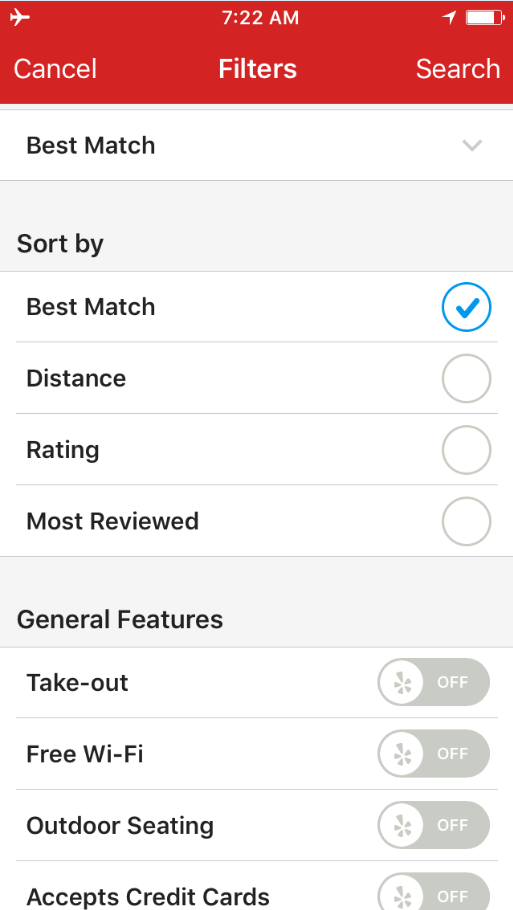 7:22 AM
Cancel Filters Search
Best Match
Sort by
Best Match
Distance
Rating
Most Reviewed
General Features
Take-out OFF
Free Wi-Fi OFF
Outdoor Seating OFF
Accepts Credit Cards OFF